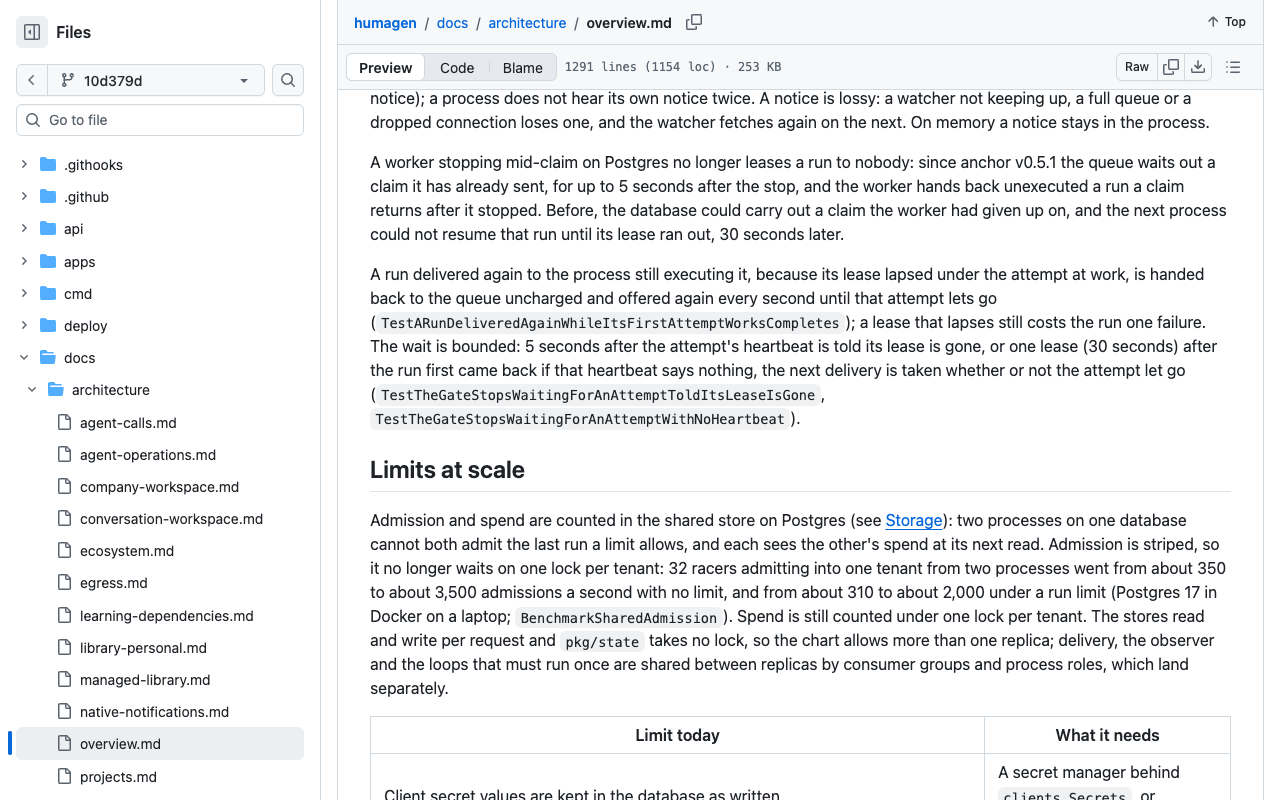 Files
10d379d
Go to file
.githooks
.github
api
apps
cmd
deploy
docs
architecture
agent-calls.md
agent-operations.md
company-workspace.md
conversation-workspace.md
ecosystem.md
egress.md
learning-dependencies.md
library-personal.md
managed-library.md
native-notifications.md
overview.md
projects.md
humagen / docs / architecture / overview.md
Top
Preview Code Blame 1291 lines (1154 loc) · 253 KB
Raw
notice); a process does not hear its own notice twice. A notice is lossy: a watcher not keeping up, a full queue or a
dropped connection loses one, and the watcher fetches again on the next. On memory a notice stays in the process.
A worker stopping mid-claim on Postgres no longer leases a run to nobody: since anchor v0.5.1 the queue waits out a
claim it has already sent, for up to 5 seconds after the stop, and the worker hands back unexecuted a run a claim
returns after it stopped. Before, the database could carry out a claim the worker had given up on, and the next process
could not resume that run until its lease ran out, 30 seconds later.
A run delivered again to the process still executing it, because its lease lapsed under the attempt at work, is handed
back to the queue uncharged and offered again every second until that attempt lets go
( TestARunDeliveredAgainWhileItsFirstAttemptWorksCompletes ); a lease that lapses still costs the run one failure.
The wait is bounded: 5 seconds after the attempt's heartbeat is told its lease is gone, or one lease (30 seconds) after
the run first came back if that heartbeat says nothing, the next delivery is taken whether or not the attempt let go
( TestTheGateStopsWaitingForAnAttemptToldItsLeaseIsGone ,
TestTheGateStopsWaitingForAnAttemptWithNoHeartbeat ).
Limits at scale
Admission and spend are counted in the shared store on Postgres (see Storage): two processes on one database
cannot both admit the last run a limit allows, and each sees the other's spend at its next read. Admission is striped, so
it no longer waits on one lock per tenant: 32 racers admitting into one tenant from two processes went from about 350
to about 3,500 admissions a second with no limit, and from about 310 to about 2,000 under a run limit (Postgres 17 in
Docker on a laptop; BenchmarkSharedAdmission ). Spend is still counted under one lock per tenant. The stores read
and write per request and pkg/state takes no lock, so the chart allows more than one replica; delivery, the observer
and the loops that must run once are shared between replicas by consumer groups and process roles, which land
separately.
Limit today
What it needs
Client secret values are kept in the database as written
A secret manager behind
clients.Secrets, or